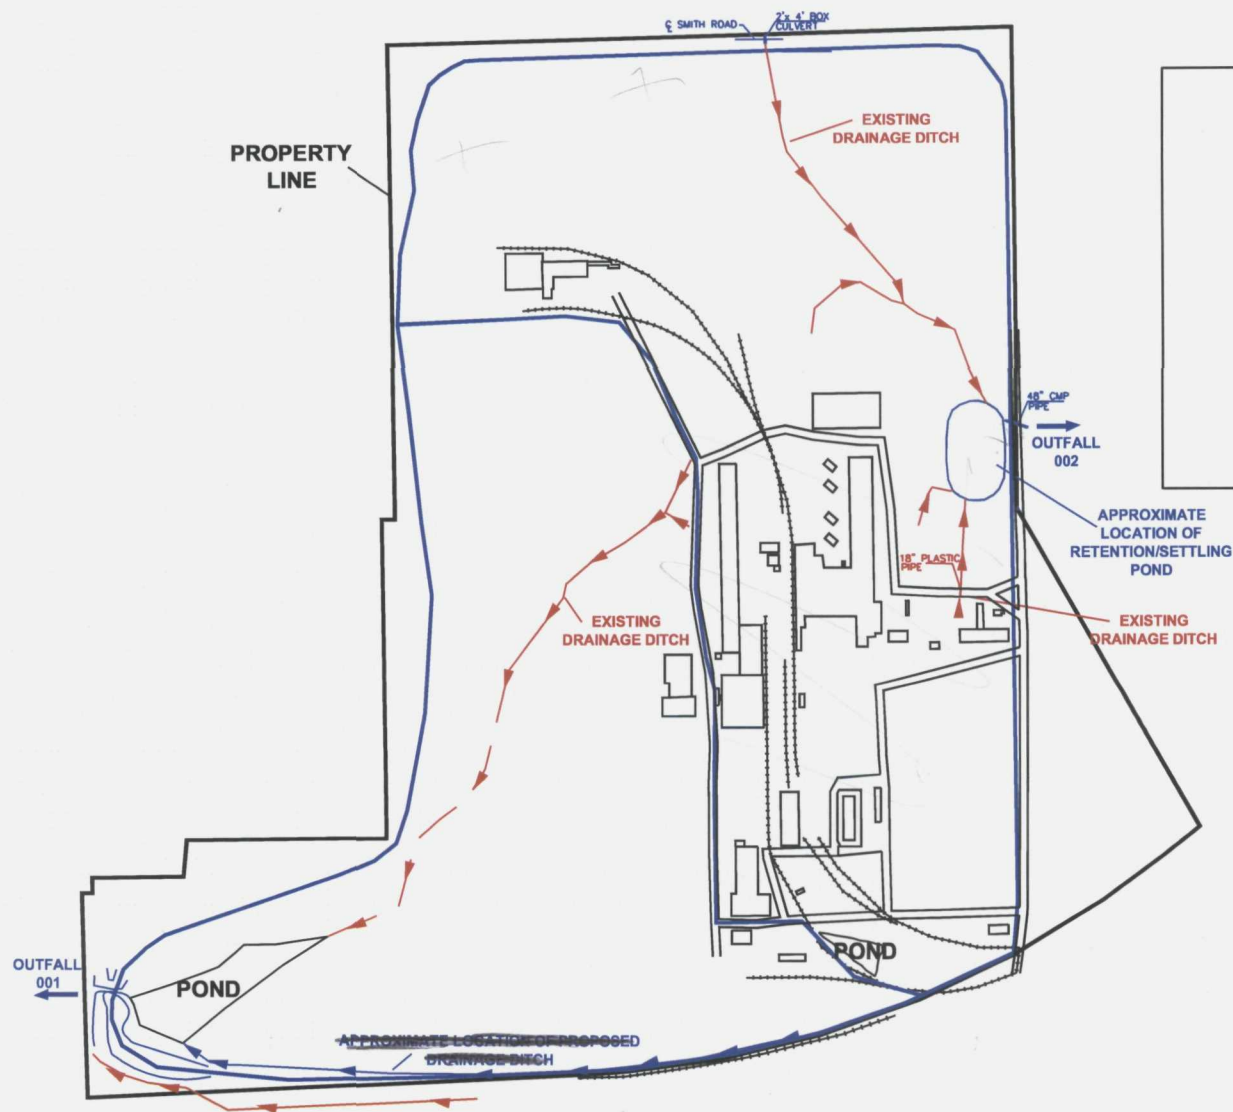 ℄ SMITH ROAD
2'x 4' BOX
CULVERT
EXISTING
DRAINAGE DITCH
PROPERTY
LINE
48" CMP
PIPE
OUTFALL
002
APPROXIMATE
LOCATION OF
RETENTION/SETTLING
POND
18" PLASTIC
PIPE
EXISTING
DRAINAGE DITCH
EXISTING
DRAINAGE DITCH
POND
OUTFALL
001
POND
APPROXIMATE LOCATION OF PROPOSED
DRAINAGE DITCH